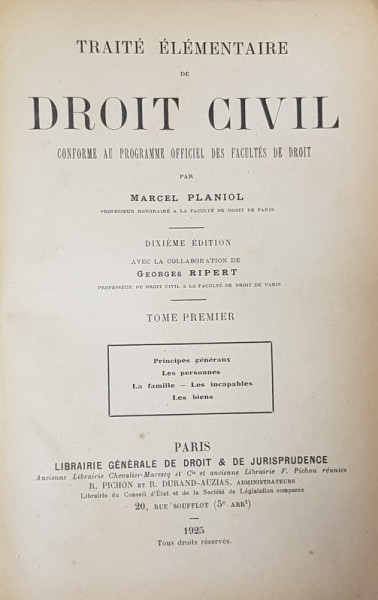 TRAITÉ ÉLÉMENTAIRE
DE
DROIT CIVIL
CONFORME AU PROGRAMME OFFICIEL DES FACULTÉS DE DROIT
PAR
MARCEL PLANIOL
PROFESSEUR HONORAIRE A LA FACULTÉ DE DROIT DE PARIS
DIXIÈME ÉDITION
AVEC LA COLLABORATION DE
GEORGES RIPERT
PROFESSEUR DE DROIT CIVIL A LA FACULTÉ DE DROIT DE PARIS
TOME PREMIER
Principes généraux
Les personnes
La famille — Les incapables
Les biens
PARIS
LIBRAIRIE GÉNÉRALE DE DROIT & DE JURISPRUDENCE
Ancienne Librairie Chevalier-Marescq et Cie et ancienne Librairie F. Pichon réunies
R. PICHON ET R. DURAND-AUZIAS, ADMINISTRATEURS
Librairie du Conseil d'État et de la Société de Législation comparée
20, RUE SOUFFLOT (5e ARRt)
1925
Tous droits réservés.